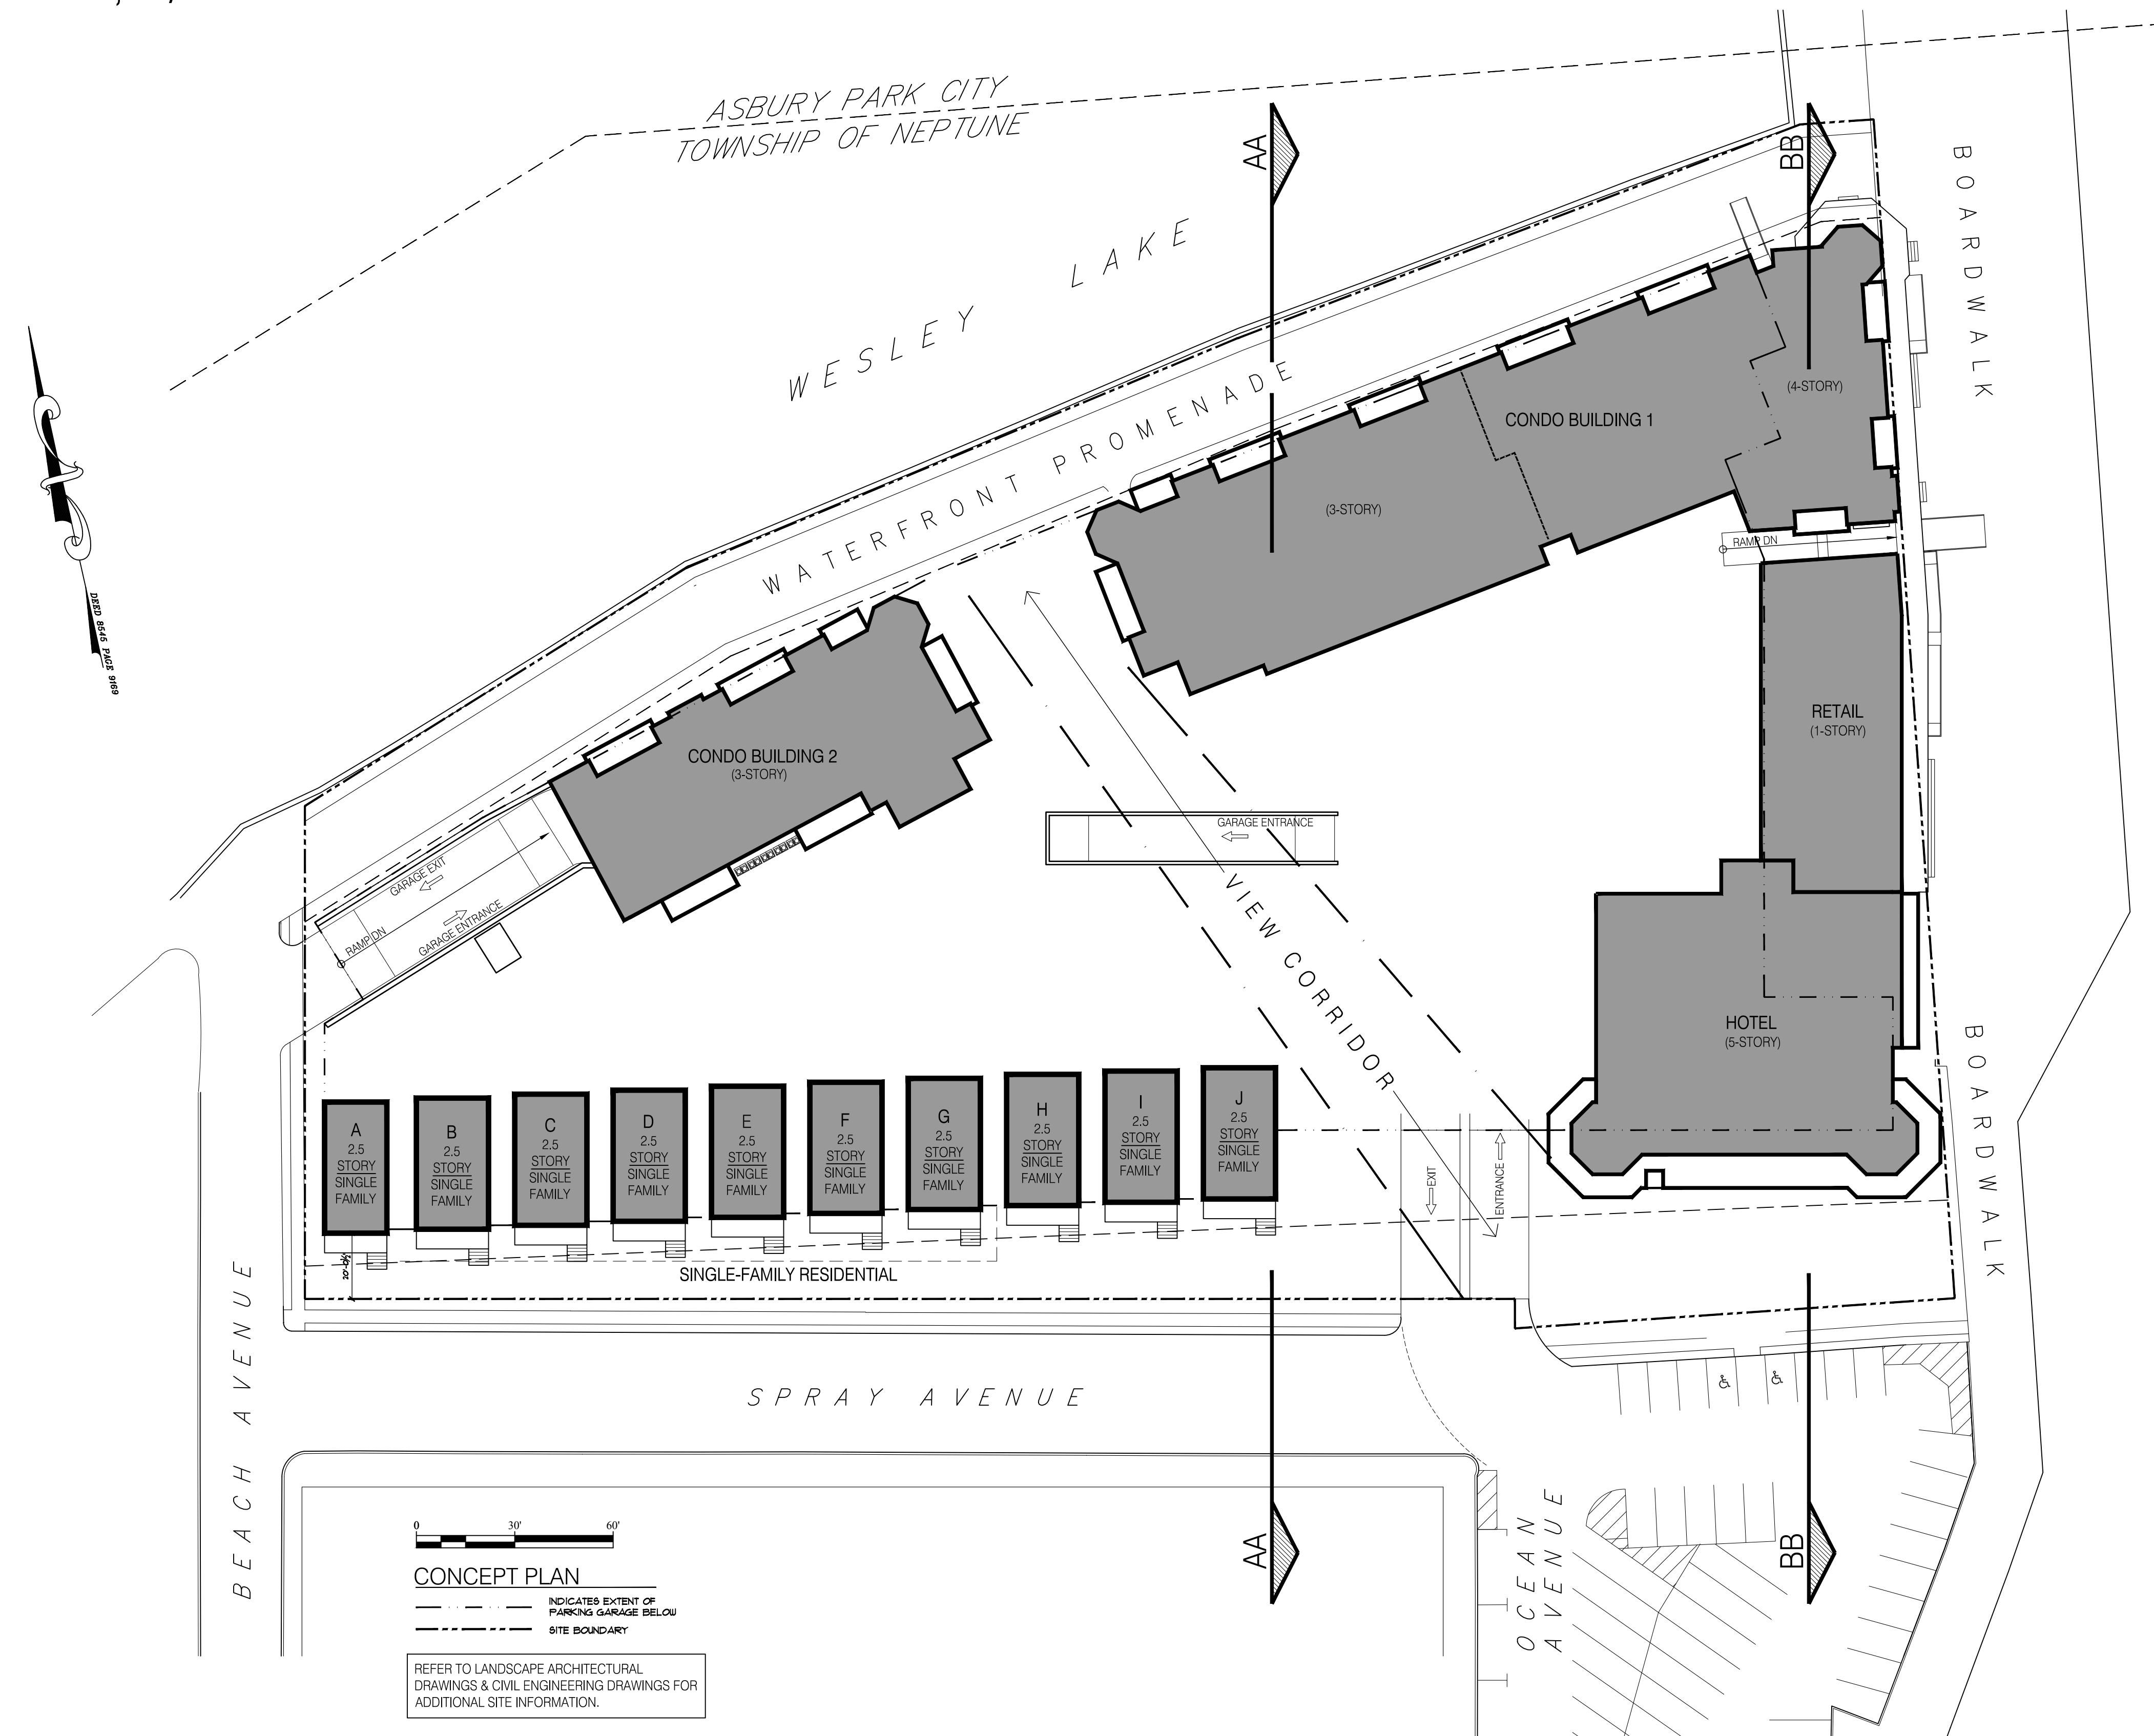 ASBURY PARK CITY
TOWNSHIP OF NEPTUNE
AA
BB
BOARDWALK
WESLEY LAKE
WATERFRONT PROMENADE
(4-STORY)
CONDO BUILDING 1
(3-STORY)
RAMP DN
DEED 8545 PAGE 9169
RETAIL
(1-STORY)
CONDO BUILDING 2
(3-STORY)
GARAGE ENTRANCE
GARAGE EXIT
RAMP DN
GARAGE ENTRANCE
VIEW CORRIDOR
HOTEL
(5-STORY)
BOARDWALK
A
2.5
STORY
SINGLE
FAMILY
B
2.5
STORY
SINGLE
FAMILY
C
2.5
STORY
SINGLE
FAMILY
D
2.5
STORY
SINGLE
FAMILY
E
2.5
STORY
SINGLE
FAMILY
F
2.5
STORY
SINGLE
FAMILY
G
2.5
STORY
SINGLE
FAMILY
H
2.5
STORY
SINGLE
FAMILY
I
2.5
STORY
SINGLE
FAMILY
J
2.5
STORY
SINGLE
FAMILY
EXIT
ENTRANCE
SINGLE-FAMILY RESIDENTIAL
BEACH AVENUE
SPRAY AVENUE
OCEAN
AVENUE
AA
BB
0 30' 60'
CONCEPT PLAN
INDICATES EXTENT OF
PARKING GARAGE BELOW
SITE BOUNDARY
REFER TO LANDSCAPE ARCHITECTURAL
DRAWINGS & CIVIL ENGINEERING DRAWINGS FOR
ADDITIONAL SITE INFORMATION.